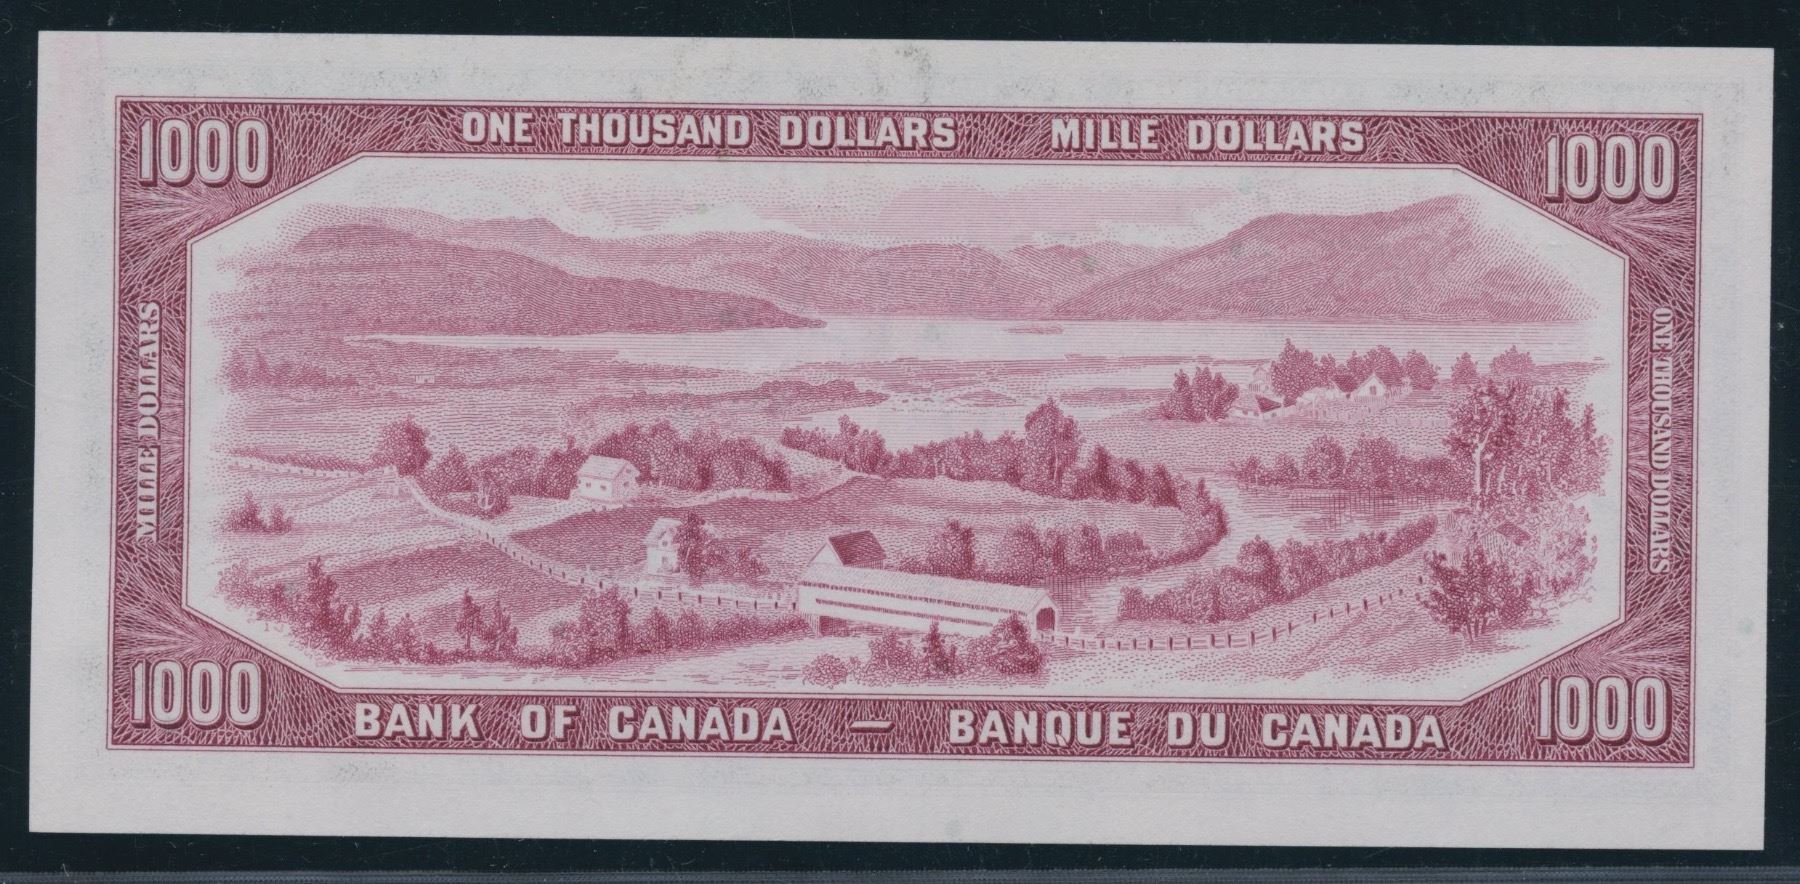 1000 ONE THOUSAND DOLLARS MILLE DOLLARS 1000
MILLE DOLLARS
ONE THOUSAND DOLLARS
1000 BANK OF CANADA — BANQUE DU CANADA 1000